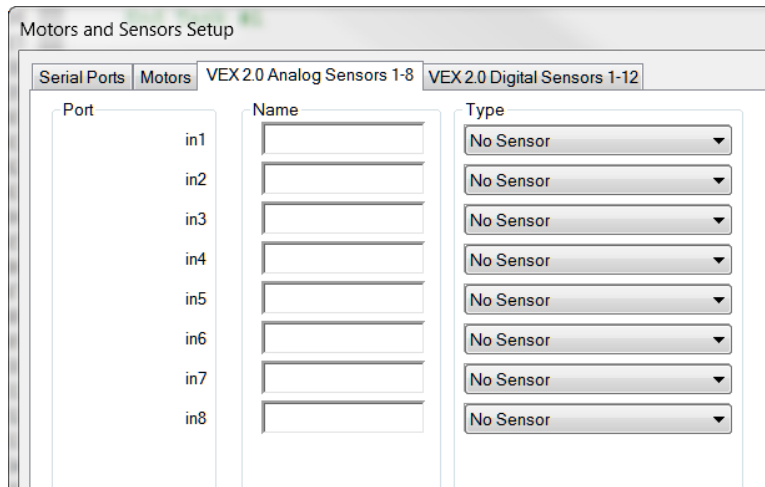 Motors and Sensors Setup
Serial Ports Motors VEX 2.0 Analog Sensors 1-8 VEX 2.0 Digital Sensors 1-12
Port Name Type
in1 No Sensor
in2 No Sensor
in3 No Sensor
in4 No Sensor
in5 No Sensor
in6 No Sensor
in7 No Sensor
in8 No Sensor